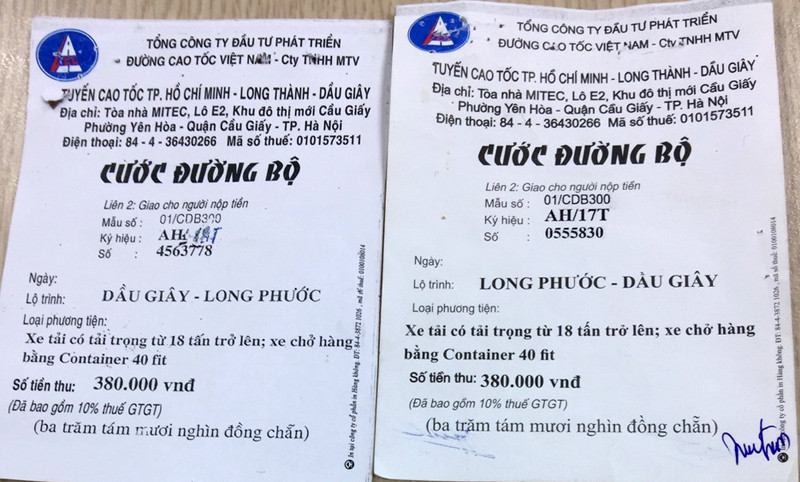 TỔNG CÔNG TY ĐẦU TƯ PHÁT TRIỂN
ĐƯỜNG CAO TỐC VIỆT NAM - Cty TNHH MTV
TUYẾN CAO TỐC TP. HỒ CHÍ MINH - LONG THÀNH - DẦU GIÂY
Địa chỉ: Tòa nhà MITEC, Lô E2, Khu đô thị mới Cầu Giấy
Phường Yên Hòa - Quận Cầu Giấy - TP. Hà Nội
Điện thoại: 84 - 4 - 36430266 Mã số thuế: 0101573511
CƯỚC ĐƯỜNG BỘ
Liên 2: Giao cho người nộp tiền
Mẫu số : 01/CDB300
Ký hiệu : AH/ 18T
Số : 4563778
Ngày:
Lộ trình: DẦU GIÂY - LONG PHƯỚC
Loại phương tiện:
Xe tải có tải trọng từ 18 tấn trở lên; xe chở hàng
bằng Container 40 fit
Số tiền thu: 380.000 vnđ
(Đã bao gồm 10% thuế GTGT)
(ba trăm tám mươi nghìn đồng chẵn)
TỔNG CÔNG TY ĐẦU TƯ PHÁT TRIỂN
ĐƯỜNG CAO TỐC VIỆT NAM - Cty TNHH MTV
TUYẾN CAO TỐC TP. HỒ CHÍ MINH - LONG THÀNH - DẦU GIÂY
Địa chỉ: Tòa nhà MITEC, Lô E2, Khu đô thị mới Cầu Giấy
Phường Yên Hòa - Quận Cầu Giấy - TP. Hà Nội
Điện thoại: 84 - 4 - 36430266 Mã số thuế: 0101573511
CƯỚC ĐƯỜNG BỘ
Liên 2: Giao cho người nộp tiền
Mẫu số : 01/CDB300
Ký hiệu : AH/17T
Số : 0555830
Ngày:
Lộ trình: LONG PHƯỚC - DẦU GIÂY
Loại phương tiện:
Xe tải có tải trọng từ 18 tấn trở lên; xe chở hàng
bằng Container 40 fit
Số tiền thu: 380.000 vnđ
(Đã bao gồm 10% thuế GTGT)
(ba trăm tám mươi nghìn đồng chẵn)